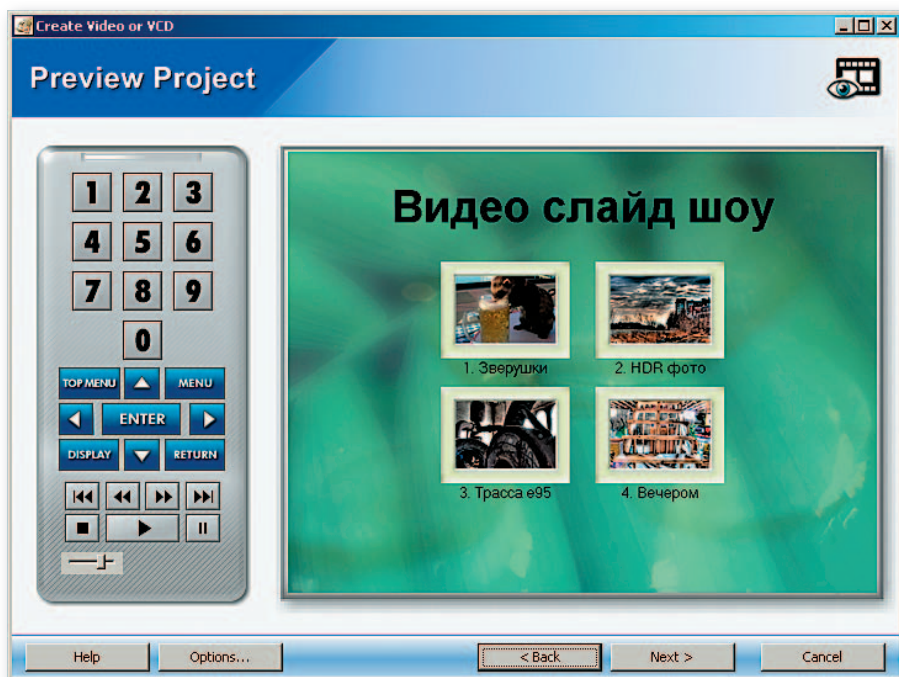 Create Video or VCD
Preview Project
1 2 3
4 5 6
7 8 9
0
TOP MENU MENU
ENTER
DISPLAY RETURN
Видео слайд шоу
1. Зверушки 2. HDR фото
3. Трасса е95 4. Вечером
Help Options... < Back Next > Cancel